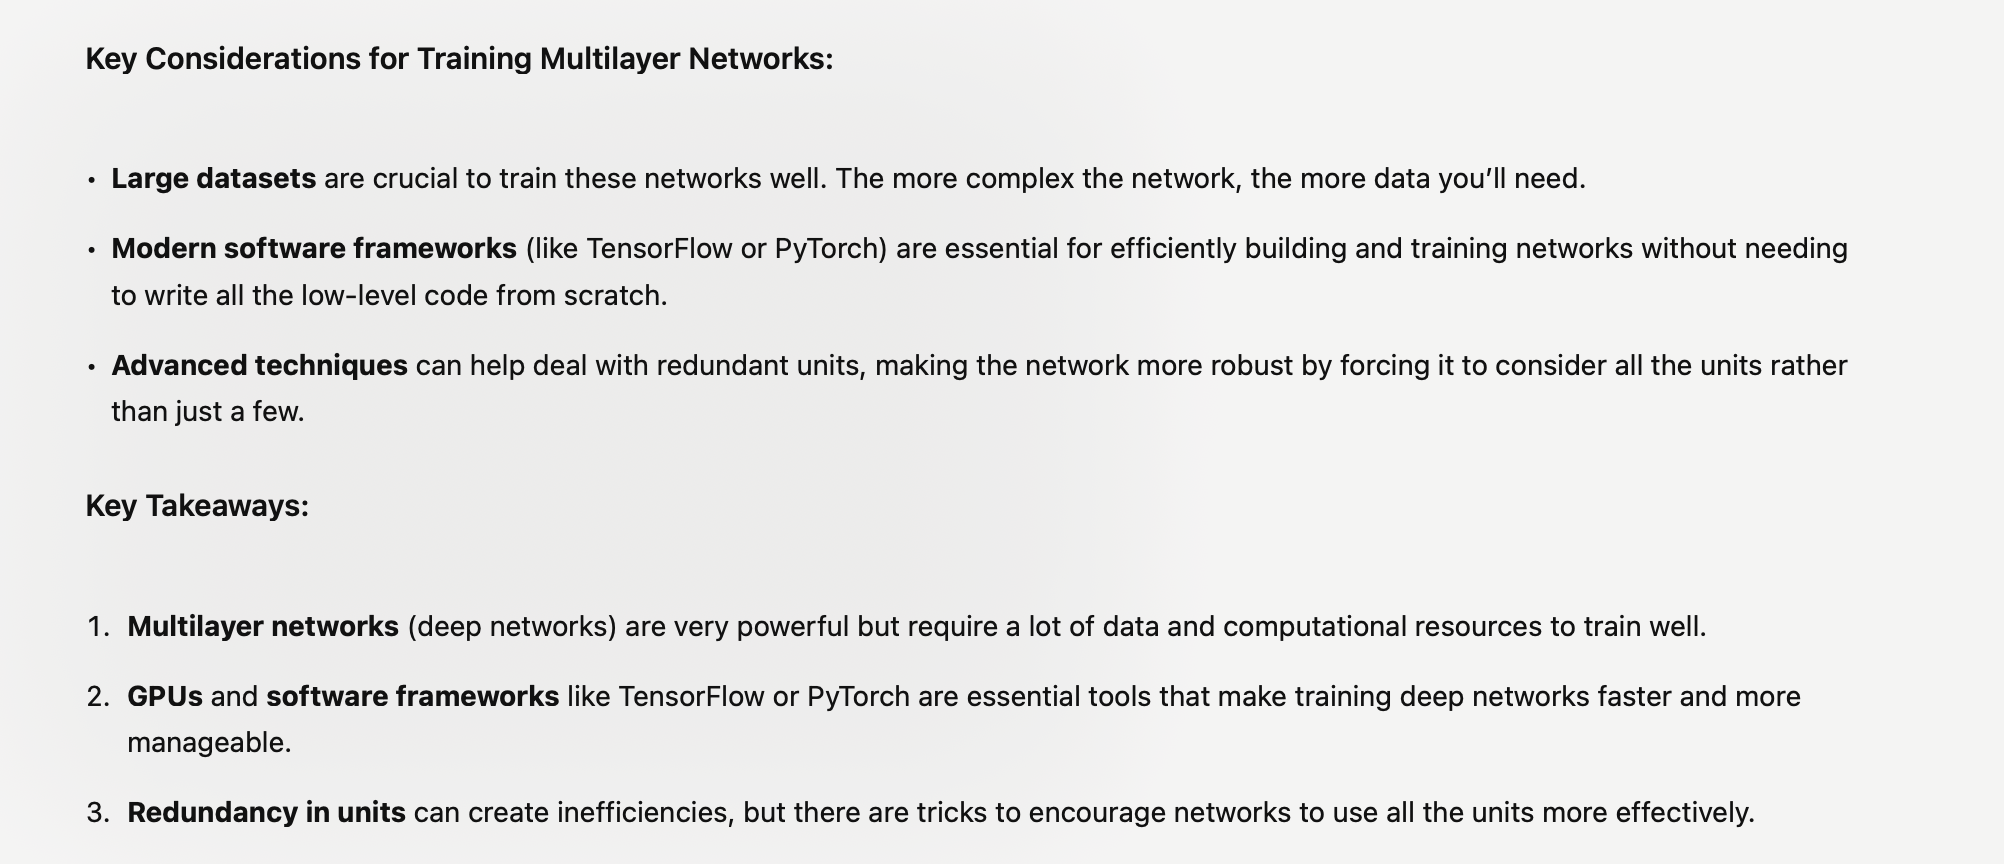 Key Considerations for Training Multilayer Networks:
• Large datasets are crucial to train these networks well. The more complex the network, the more data you’ll need.
• Modern software frameworks (like TensorFlow or PyTorch) are essential for efficiently building and training networks without needing
to write all the low-level code from scratch.
• Advanced techniques can help deal with redundant units, making the network more robust by forcing it to consider all the units rather
than just a few.
Key Takeaways:
1. Multilayer networks (deep networks) are very powerful but require a lot of data and computational resources to train well.
2. GPUs and software frameworks like TensorFlow or PyTorch are essential tools that make training deep networks faster and more
manageable.
3. Redundancy in units can create inefficiencies, but there are tricks to encourage networks to use all the units more effectively.